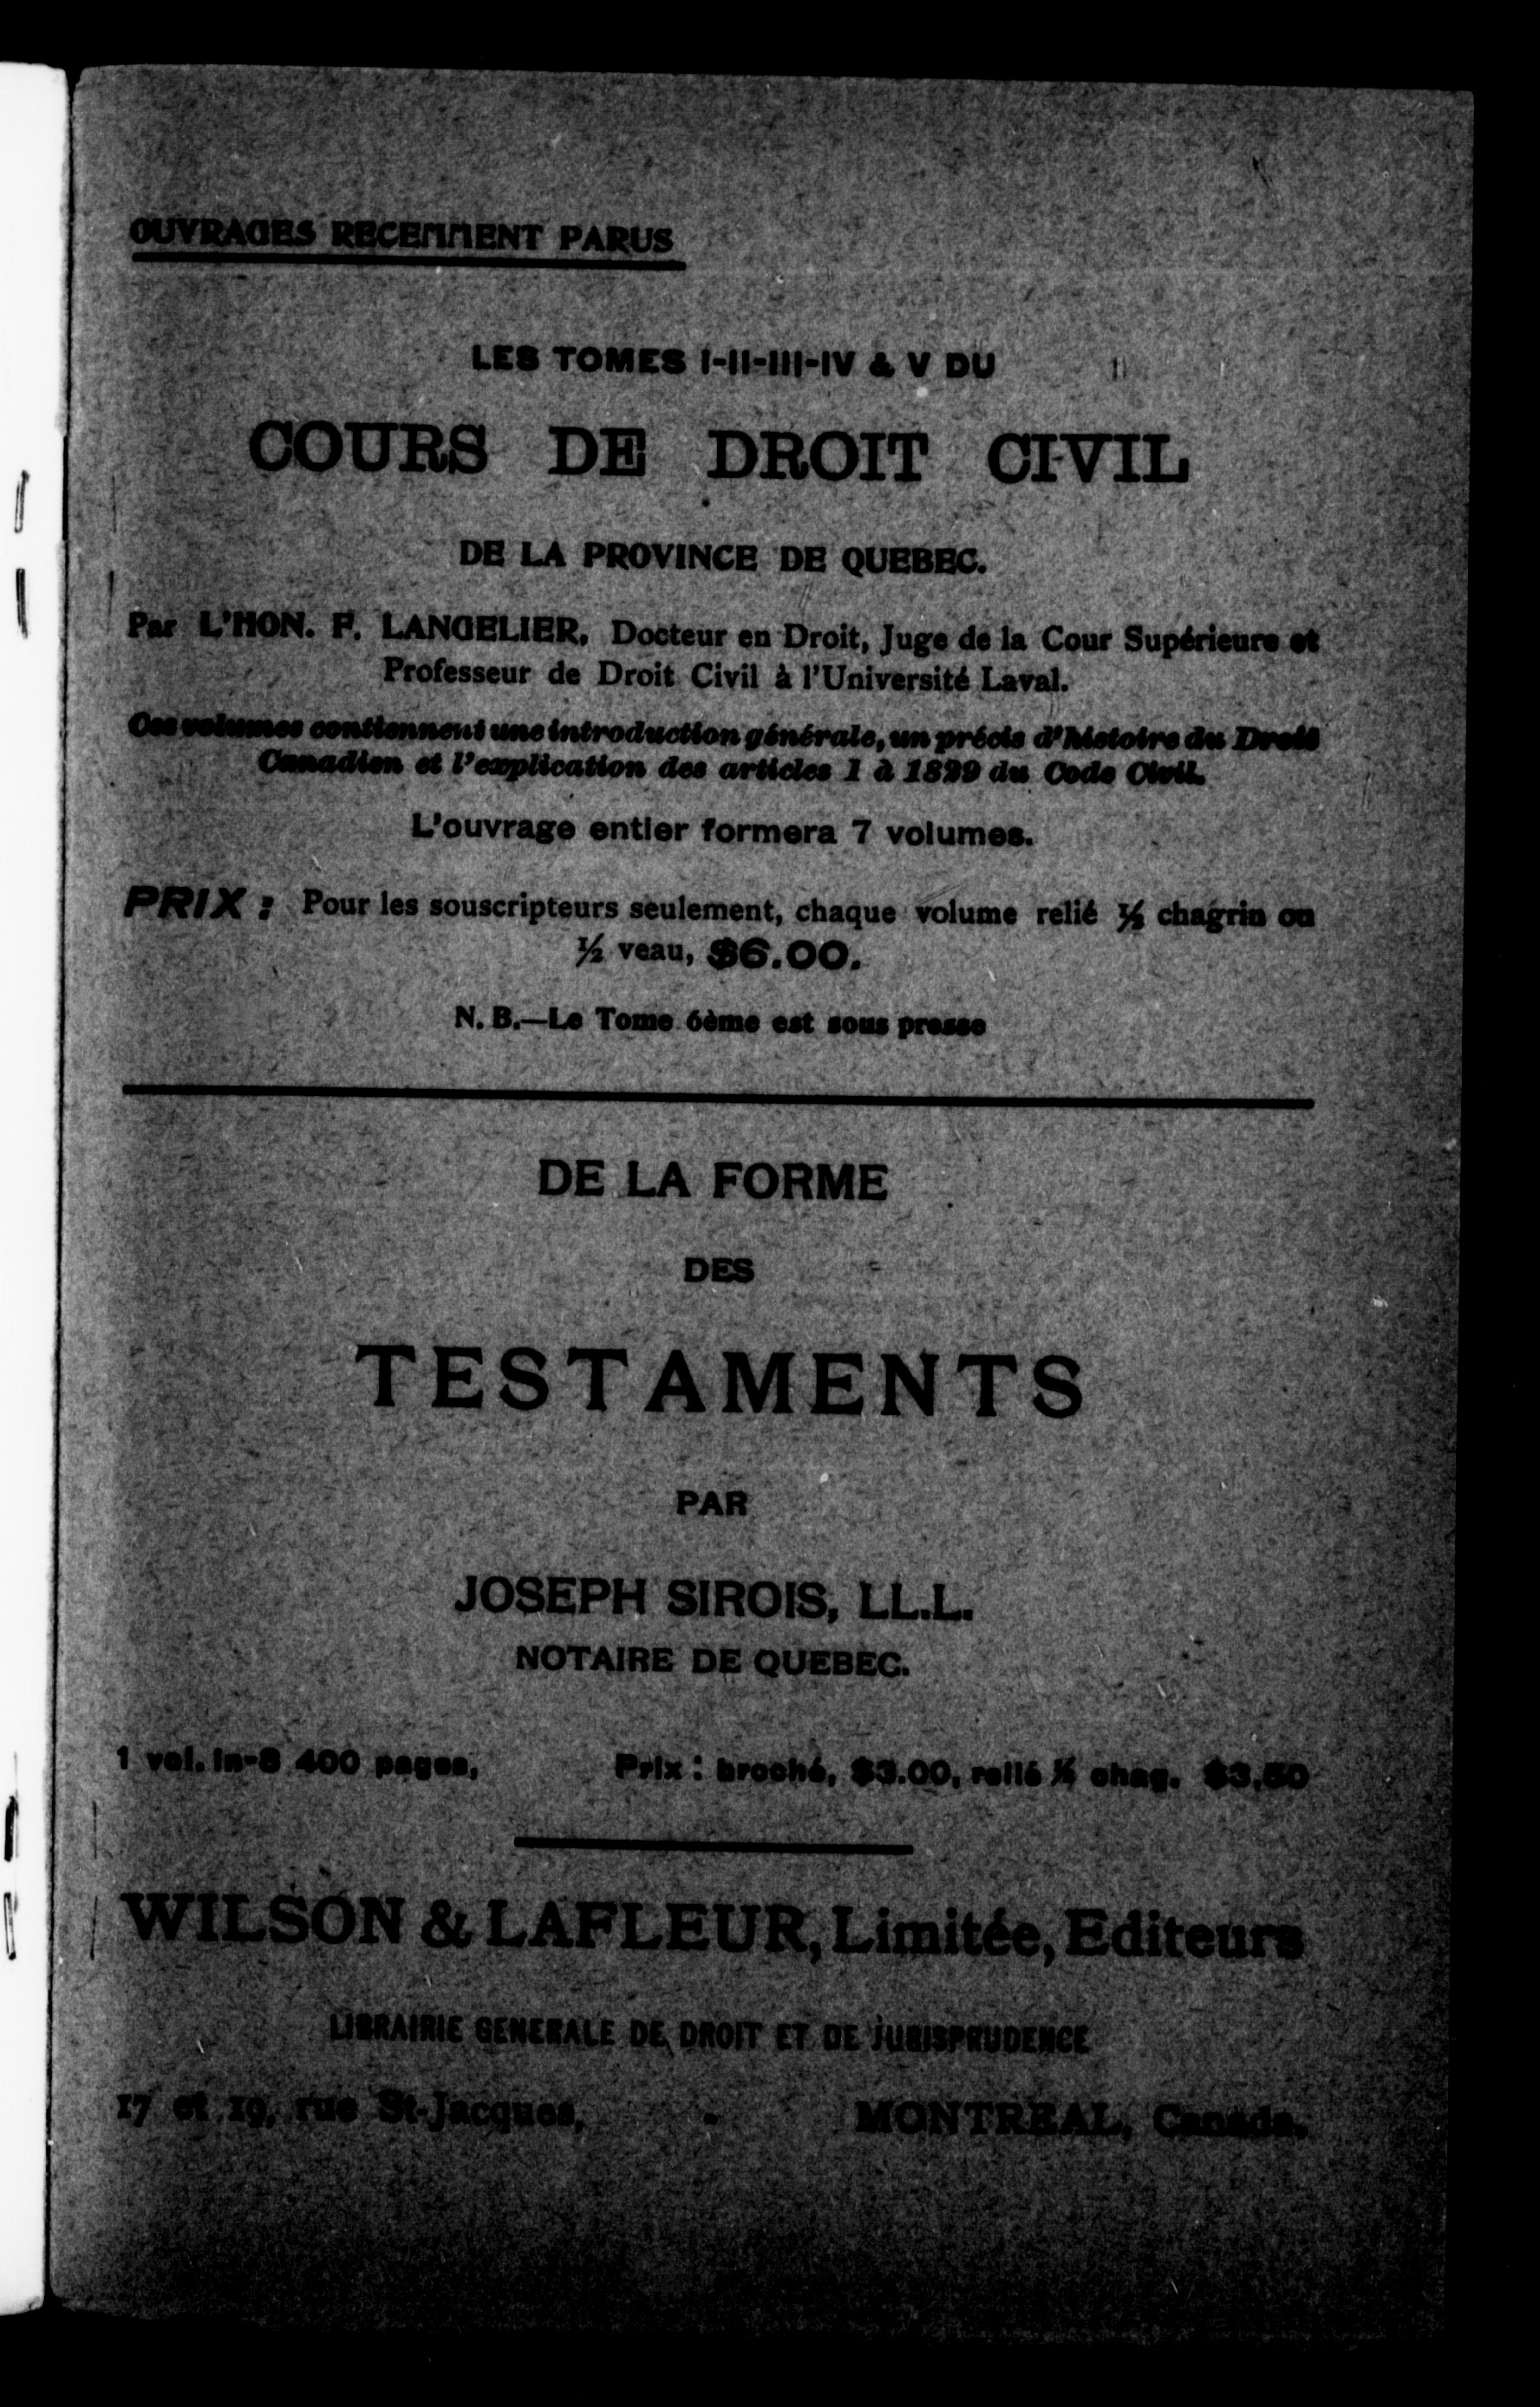 OUVRAGES RECEMMENT PARUS
LES TOMES I-II-III-IV & V DU
COURS DE DROIT CIVIL
DE LA PROVINCE DE QUEBEC.
Par L'HON. F. LANGELIER, Docteur en Droit, Juge de la Cour Supérieure et
Professeur de Droit Civil à l'Université Laval.
Ces volumes contiennent une introduction générale, un précis d'histoire du Droit
Canadien et l'explication des articles 1 à 1829 du Code Civil.
L'ouvrage entier formera 7 volumes.
PRIX : Pour les souscripteurs seulement, chaque volume relié ½ chagrin ou
½ veau, $6.00.
N. B.—Le Tome 6ème est sous presse
DE LA FORME
DES
TESTAMENTS
PAR
JOSEPH SIROIS, LL.L.
NOTAIRE DE QUEBEC.
1 vol. in-8 400 pages, Prix : broché, $3.00, relié ½ chag. $3.50
WILSON & LAFLEUR, Limitée, Editeurs
LIBRAIRIE GENERALE DE DROIT ET DE JURISPRUDENCE
17 et 19, rue St-Jacques, - MONTREAL, Canada.